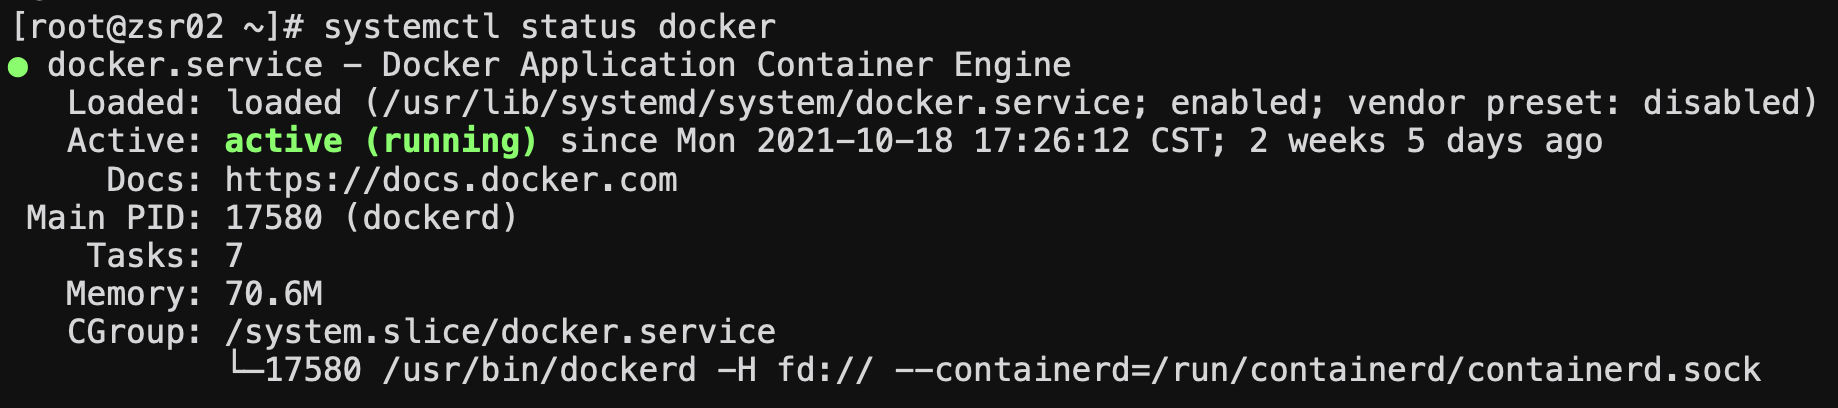 [root@zsr02 ~]# systemctl status docker
● docker.service - Docker Application Container Engine
   Loaded: loaded (/usr/lib/systemd/system/docker.service; enabled; vendor preset: disabled)
   Active: active (running) since Mon 2021-10-18 17:26:12 CST; 2 weeks 5 days ago
     Docs: https://docs.docker.com
 Main PID: 17580 (dockerd)
    Tasks: 7
   Memory: 70.6M
   CGroup: /system.slice/docker.service
           └─17580 /usr/bin/dockerd -H fd:// --containerd=/run/containerd/containerd.sock